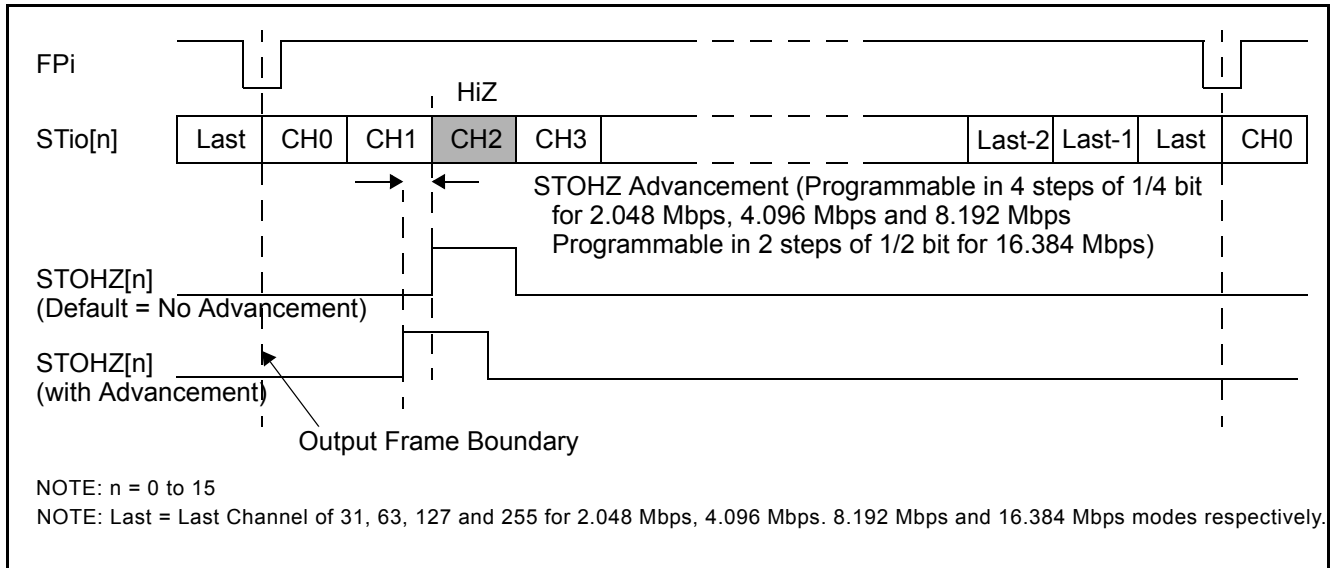 FPi
HiZ
STio[n]
Last CH0 CH1 CH2 CH3 Last-2 Last-1 Last CH0
STOHZ Advancement (Programmable in 4 steps of 1/4 bit
for 2.048 Mbps, 4.096 Mbps and 8.192 Mbps
Programmable in 2 steps of 1/2 bit for 16.384 Mbps)
STOHZ[n]
(Default = No Advancement)
STOHZ[n]
(with Advancement)
Output Frame Boundary
NOTE: n = 0 to 15
NOTE: Last = Last Channel of 31, 63, 127 and 255 for 2.048 Mbps, 4.096 Mbps. 8.192 Mbps and 16.384 Mbps modes respectively.